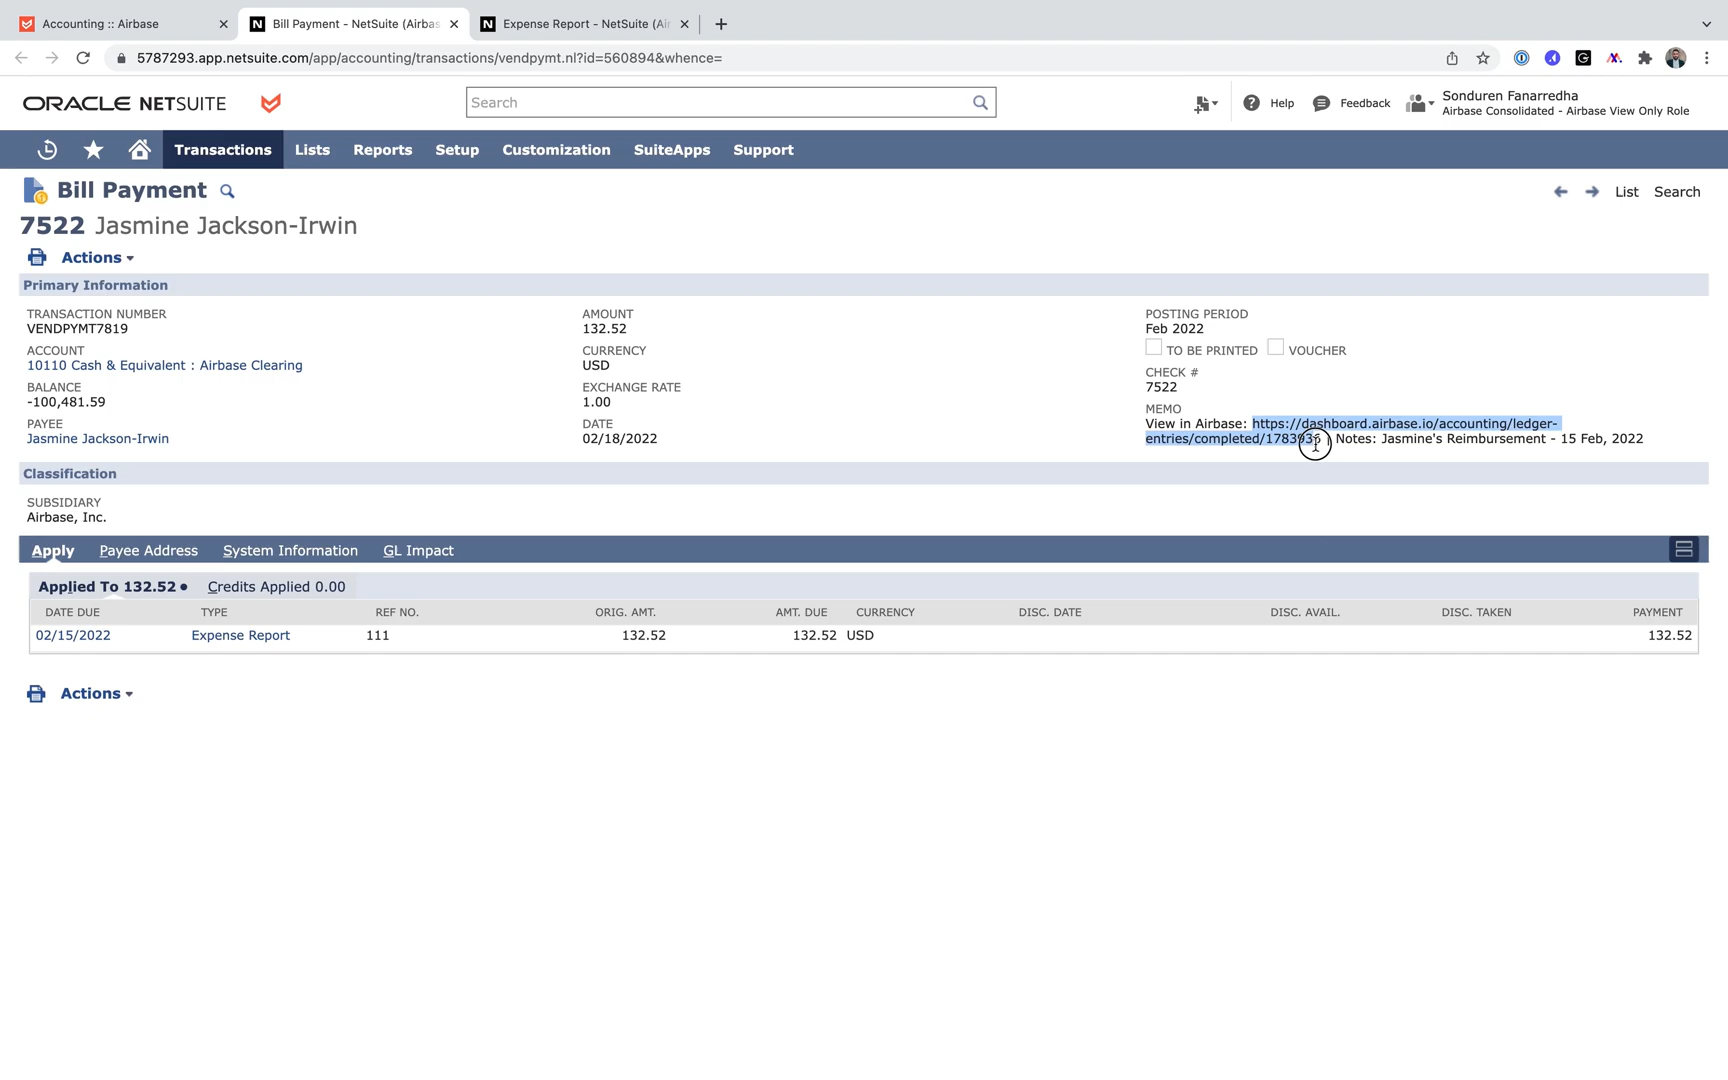 Accounting :: Airbase
Bill Payment - NetSuite (Airbas
Expense Report - NetSuite (Air
5787293.app.netsuite.com/app/accounting/transactions/vendpymt.nl?id=560894&whence=
ORACLE NETSUITE
Search
Help
Feedback
Sonduren Fanarredha
Airbase Consolidated - Airbase View Only Role
Transactions Lists Reports Setup Customization SuiteApps Support
Bill Payment
List Search
7522 Jasmine Jackson-Irwin
Actions
Primary Information
TRANSACTION NUMBER
VENDPYMT7819
ACCOUNT
10110 Cash & Equivalent : Airbase Clearing
BALANCE
-100,481.59
PAYEE
Jasmine Jackson-Irwin
AMOUNT
132.52
CURRENCY
USD
EXCHANGE RATE
1.00
DATE
02/18/2022
POSTING PERIOD
Feb 2022
TO BE PRINTED VOUCHER
CHECK #
7522
MEMO
View in Airbase: https://dashboard.airbase.io/accounting/ledger-
entries/completed/1783936 | Notes: Jasmine's Reimbursement - 15 Feb, 2022
Classification
SUBSIDIARY
Airbase, Inc.
Apply Payee Address System Information GL Impact
Applied To 132.52 • Credits Applied 0.00
DATE DUE TYPE REF NO. ORIG. AMT. AMT. DUE CURRENCY DISC. DATE DISC. AVAIL. DISC. TAKEN PAYMENT
02/15/2022 Expense Report 111 132.52 132.52 USD 132.52
Actions